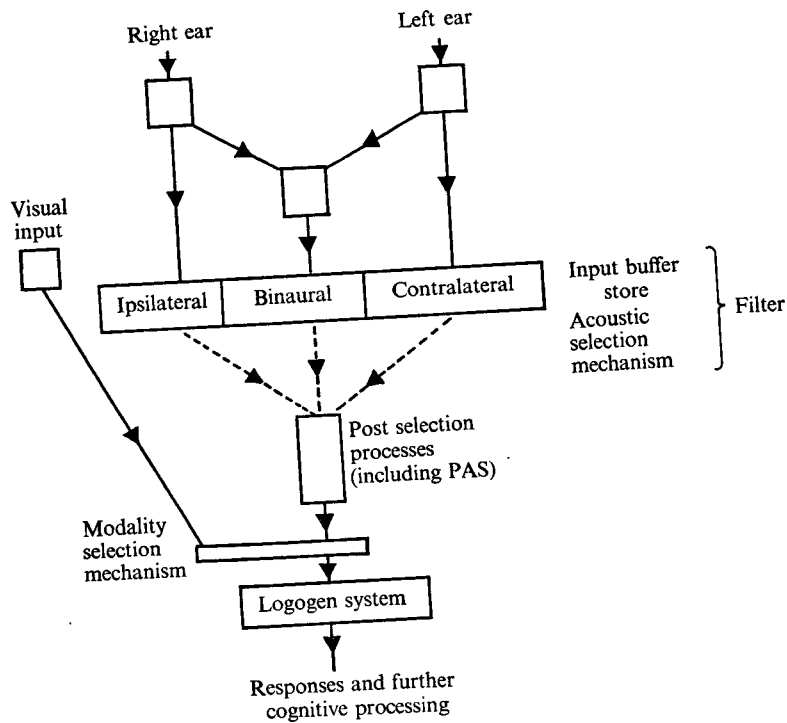 Right ear
Left ear
Visual
input
Ipsilateral
Binaural
Contralateral
Input buffer
store
Acoustic
selection
mechanism
Filter
Post selection
processes
(including PAS)
Modality
selection
mechanism
Logogen system
Responses and further
cognitive processing